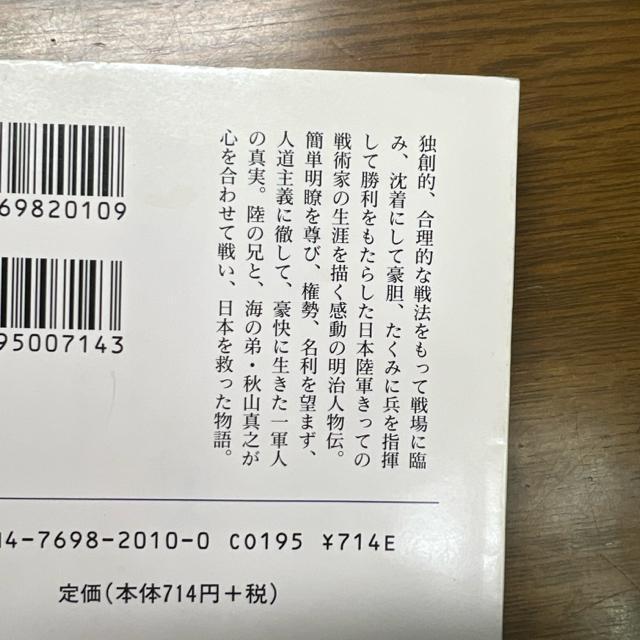 独創的、合理的な戦法をもって戦場に臨
み、沈着にして豪胆、たくみに兵を指揮
して勝利をもたらした日本陸軍きっての
戦術家の生涯を描く感動の明治人物伝。
簡単明瞭を尊び、権勢、名利を望まず、
人道主義に徹して、豪快に生きた一軍人
の真実。陸の兄と、海の弟・秋山真之が
心を合わせて戦い、日本を救った物語。
69820109
95007143
4-7698-2010-0 C0195 ¥714E
定価(本体714円+税)